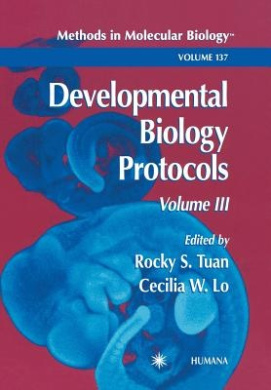 Methods in Molecular Biology™
VOLUME 137
Developmental
Biology
Protocols
Volume III
Edited by
Rocky S. Tuan
Cecilia W. Lo
HUMANA